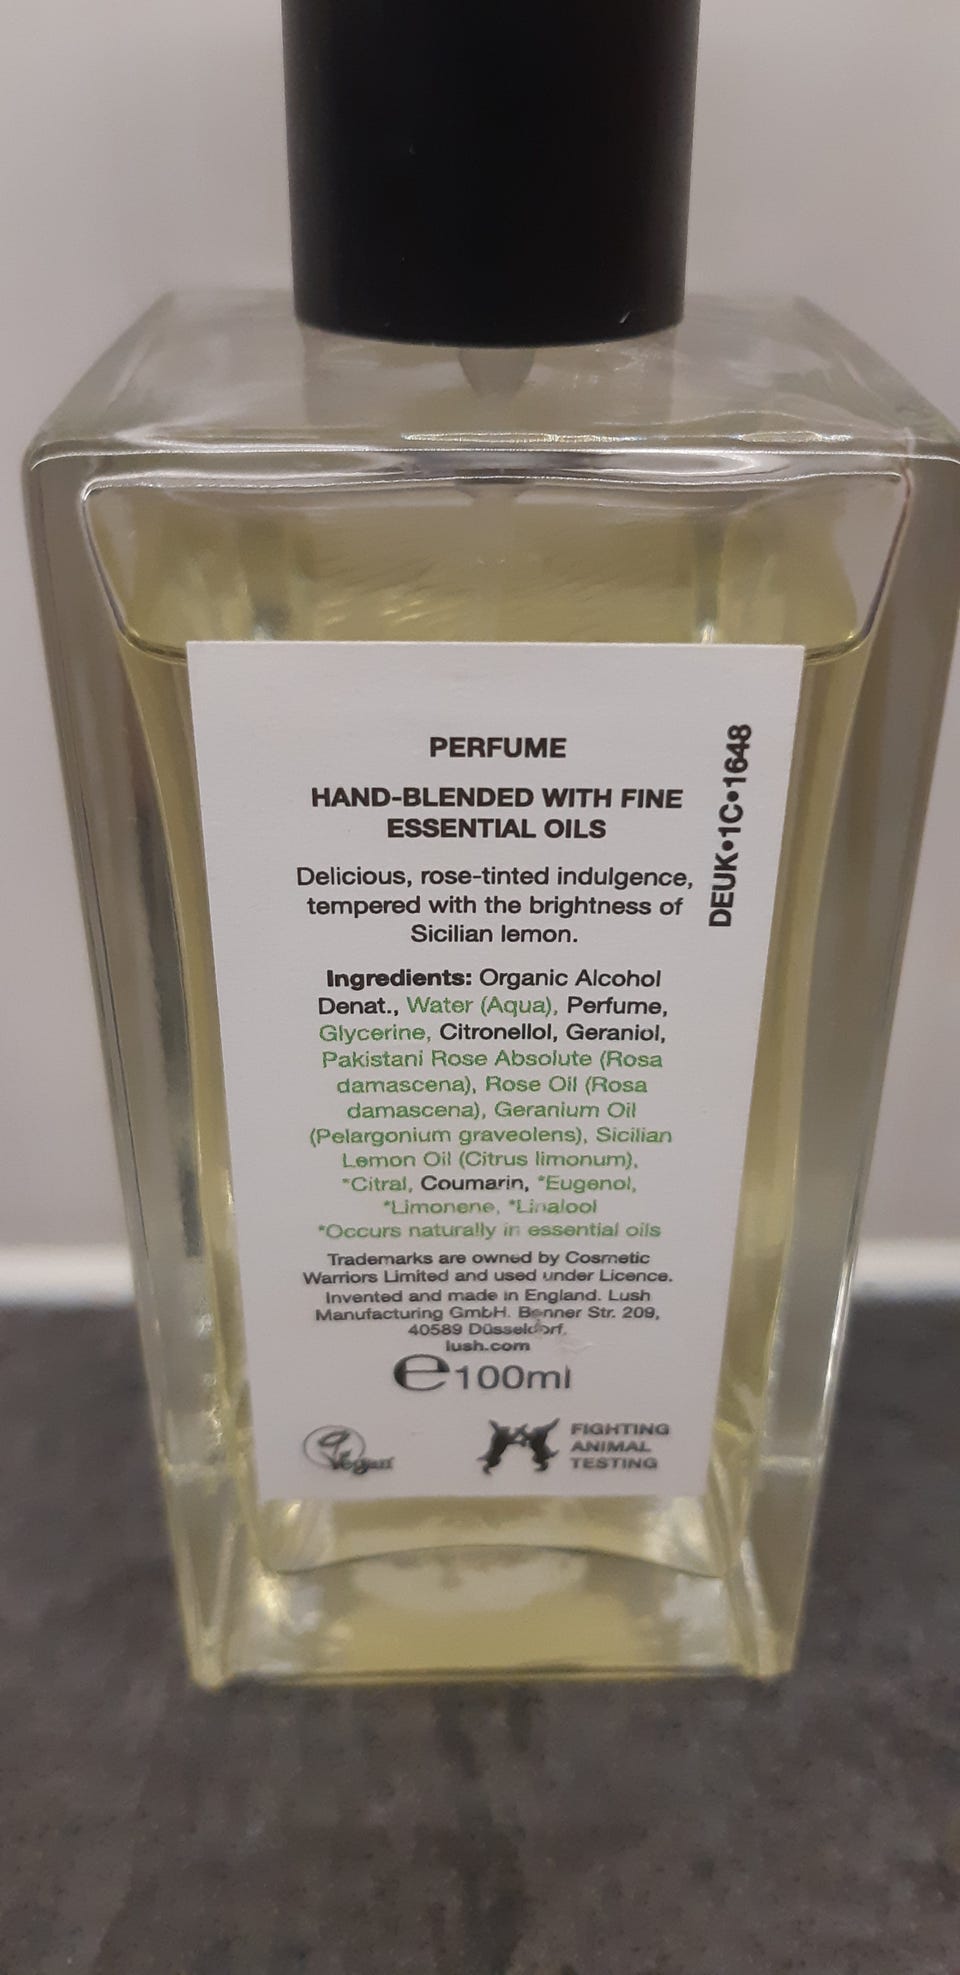 PERFUME
HAND-BLENDED WITH FINE
ESSENTIAL OILS
Delicious, rose-tinted indulgence,
tempered with the brightness of
Sicilian lemon.
Ingredients: Organic Alcohol
Denat., Water (Aqua), Perfume,
Glycerine, Citronellol, Geraniol,
Pakistani Rose Absolute (Rosa
damascena), Rose Oil (Rosa
damascena), Geranium Oil
(Pelargonium graveolens), Sicilian
Lemon Oil (Citrus limonum),
*Citral, Coumarin, *Eugenol,
*Limonene, *Linalool
*Occurs naturally in essential oils
Trademarks are owned by Cosmetic
Warriors Limited and used under Licence.
Invented and made in England. Lush
Manufacturing GmbH. Benner Str. 209,
40589 Düsseldorf.
lush.com
℮100ml
Vegan
FIGHTING
ANIMAL
TESTING
DEUK•1C•1648